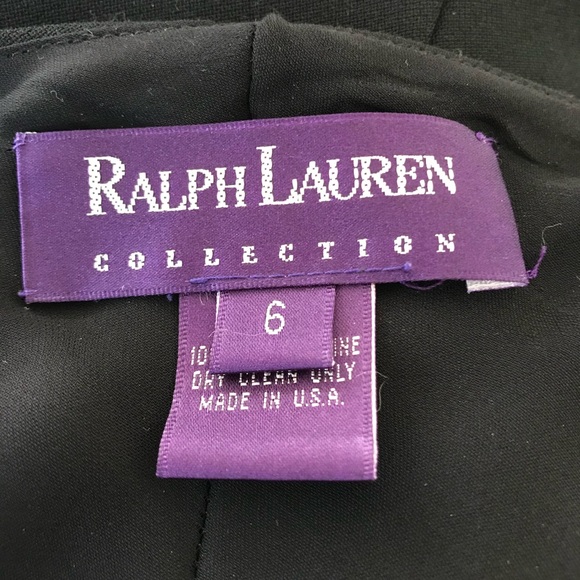 RALPH LAUREN
COLLECTION
6
DRY CLEAN ONLY
MADE IN U.S.A.